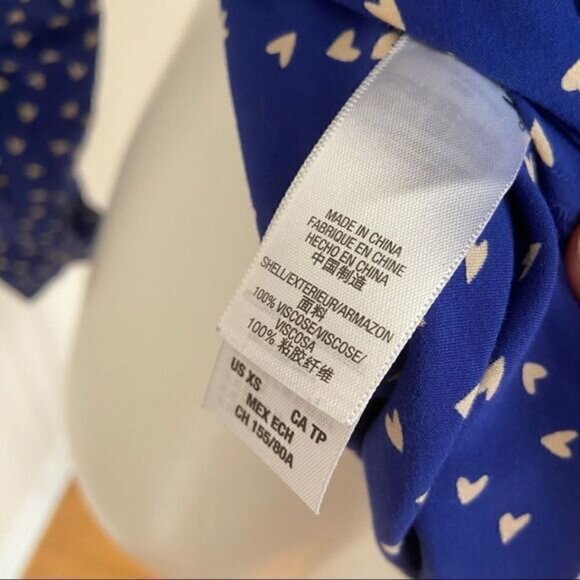 MADE IN CHINA
FABRIQUE EN CHINE
HECHO EN CHINA
中国制造
SHELL/EXTERIEUR/ARMAZON
面料
100% VISCOSE/VISCOSE/
VISCOSA
100% 粘胶纤维
US XS CA TP
MEX ECH
CH 155/80A